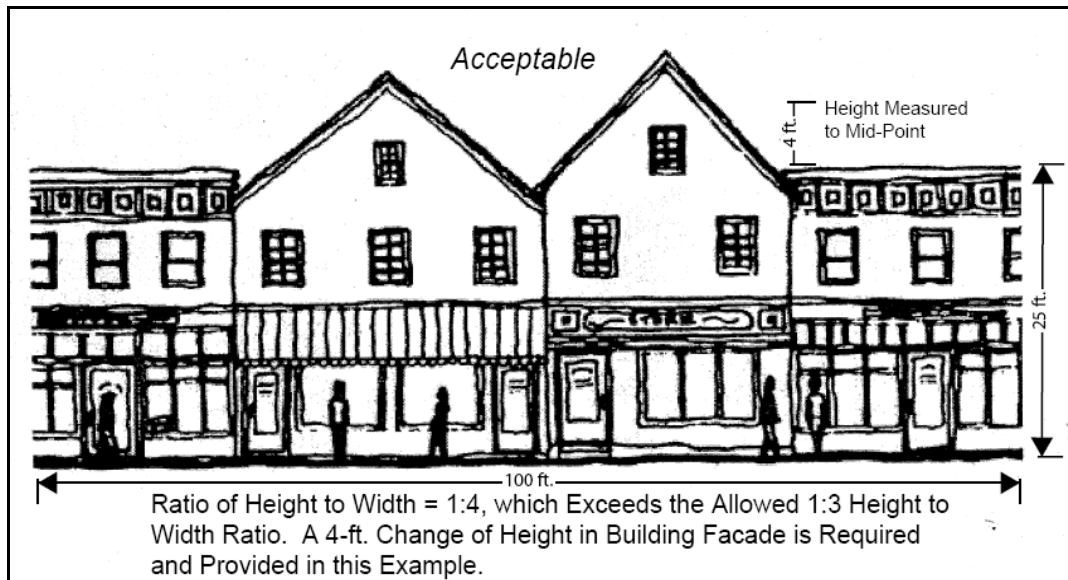 Acceptable
4 ft.
Height Measured
to Mid-Point
25 ft.
100 ft.
Ratio of Height to Width = 1:4, which Exceeds the Allowed 1:3 Height to
Width Ratio.  A 4-ft. Change of Height in Building Facade is Required
and Provided in this Example.